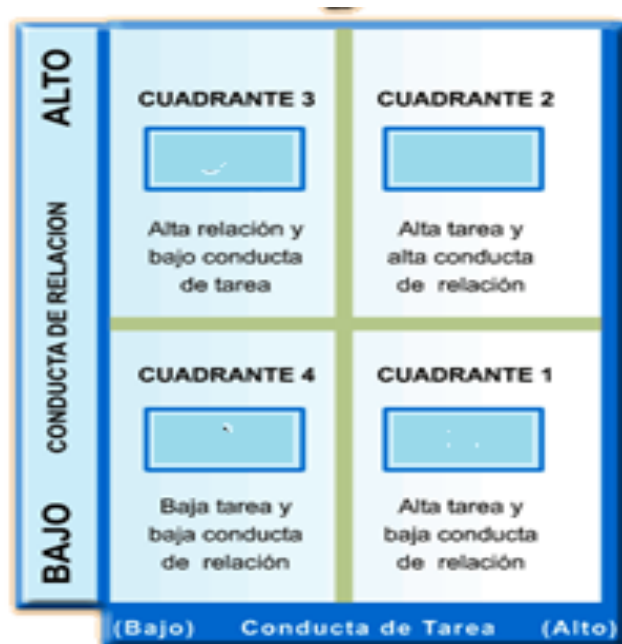 ALTO
CONDUCTA DE RELACION
BAJO
CUADRANTE 3
Alta relación y
bajo conducta
de tarea
CUADRANTE 2
Alta tarea y
alta conducta
de relación
CUADRANTE 4
Baja tarea y
baja conducta
de relación
CUADRANTE 1
Alta tarea y
baja conducta
de relación
(Bajo) Conducta de Tarea (Alto)